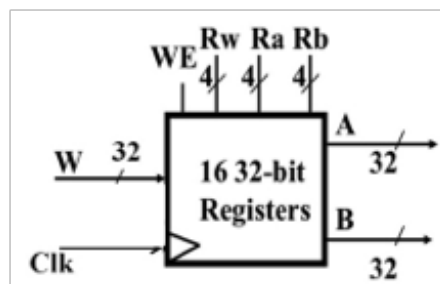 WE Rw Ra Rb
4 4 4
W 32
16 32-bit
Registers
A
32
B
32
Clk